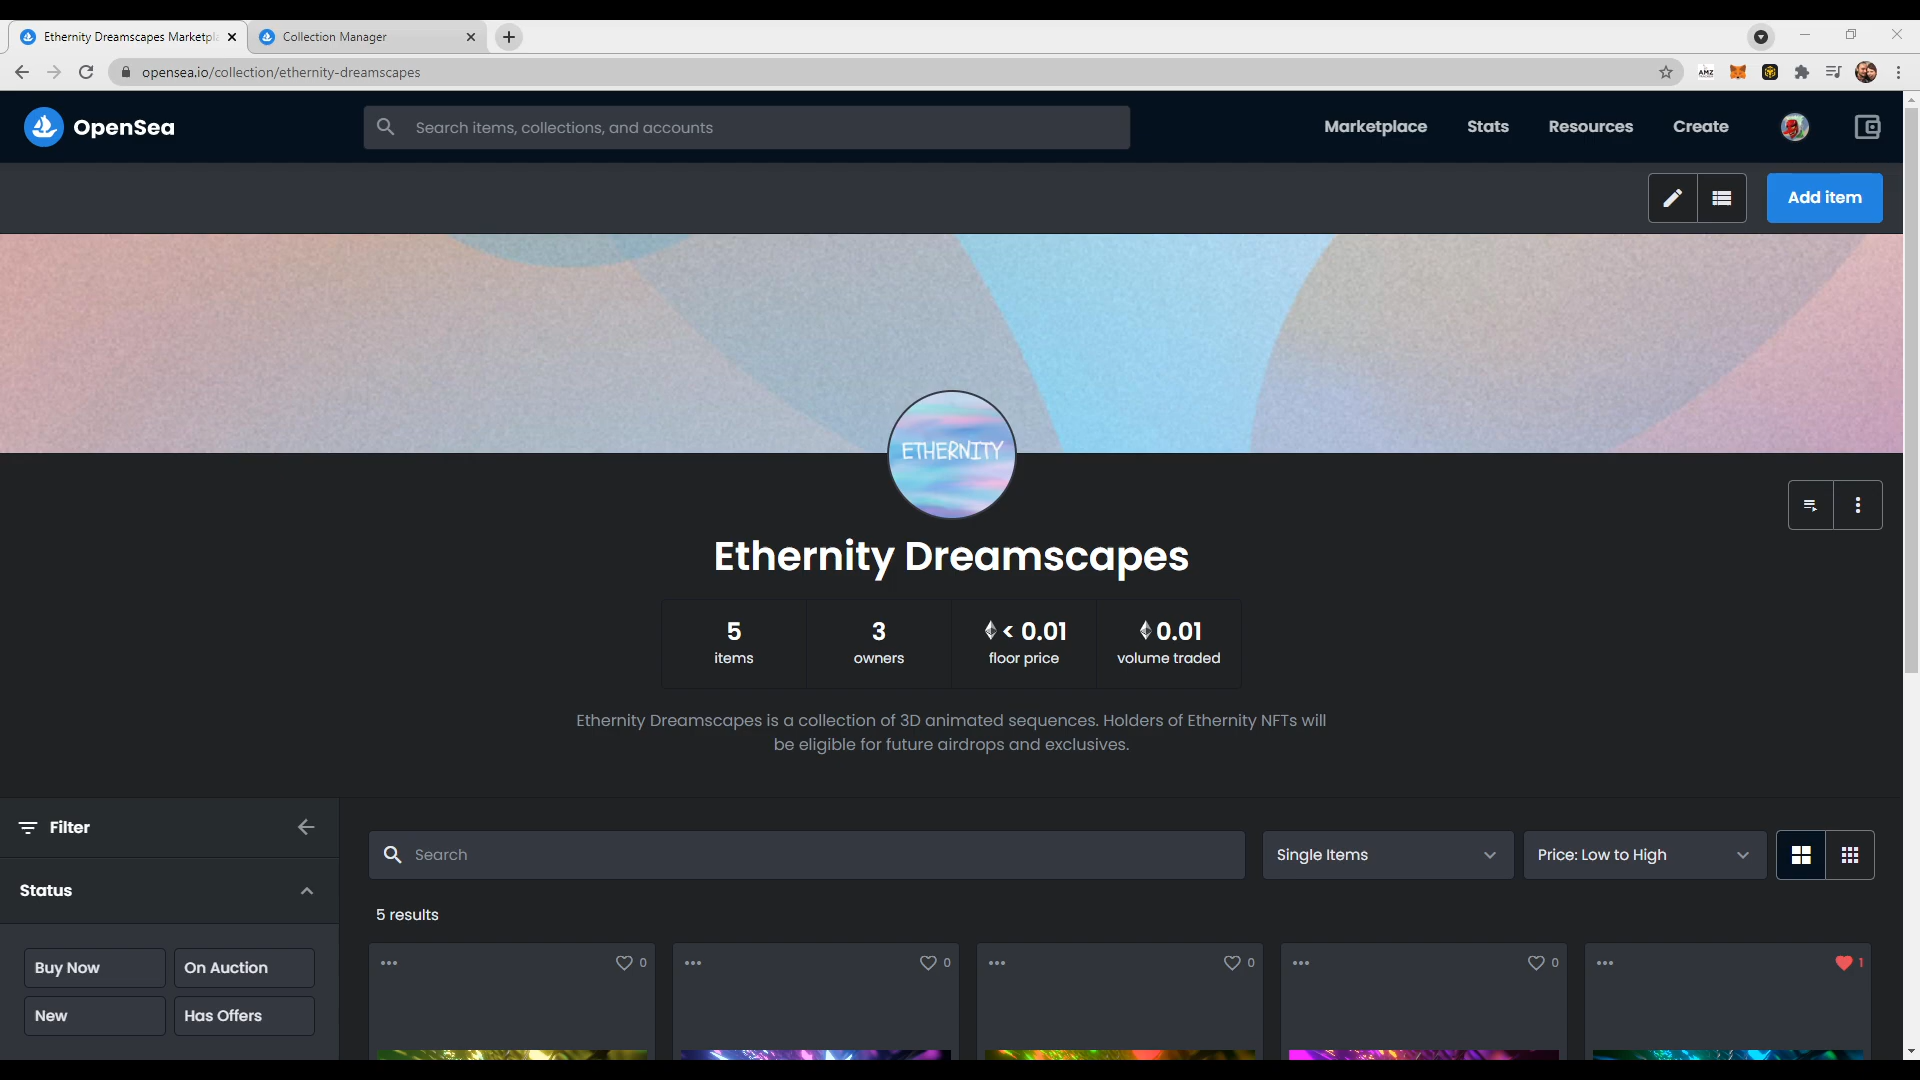 Ethernity Dreamscapes Marketpl
Collection Manager
opensea.io/collection/ethernity-dreamscapes
AMZ
OpenSea
Search items, collections, and accounts
Marketplace
Stats
Resources
Create
Add item
ETHERNITY
Ethernity Dreamscapes
5
items
3
owners
< 0.01
floor price
0.01
volume traded
Ethernity Dreamscapes is a collection of 3D animated sequences. Holders of Ethernity NFTs will
be eligible for future airdrops and exclusives.
Filter
Search
Single Items
Price: Low to High
Status
5 results
Buy Now
On Auction
New
Has Offers
0
0
0
0
1